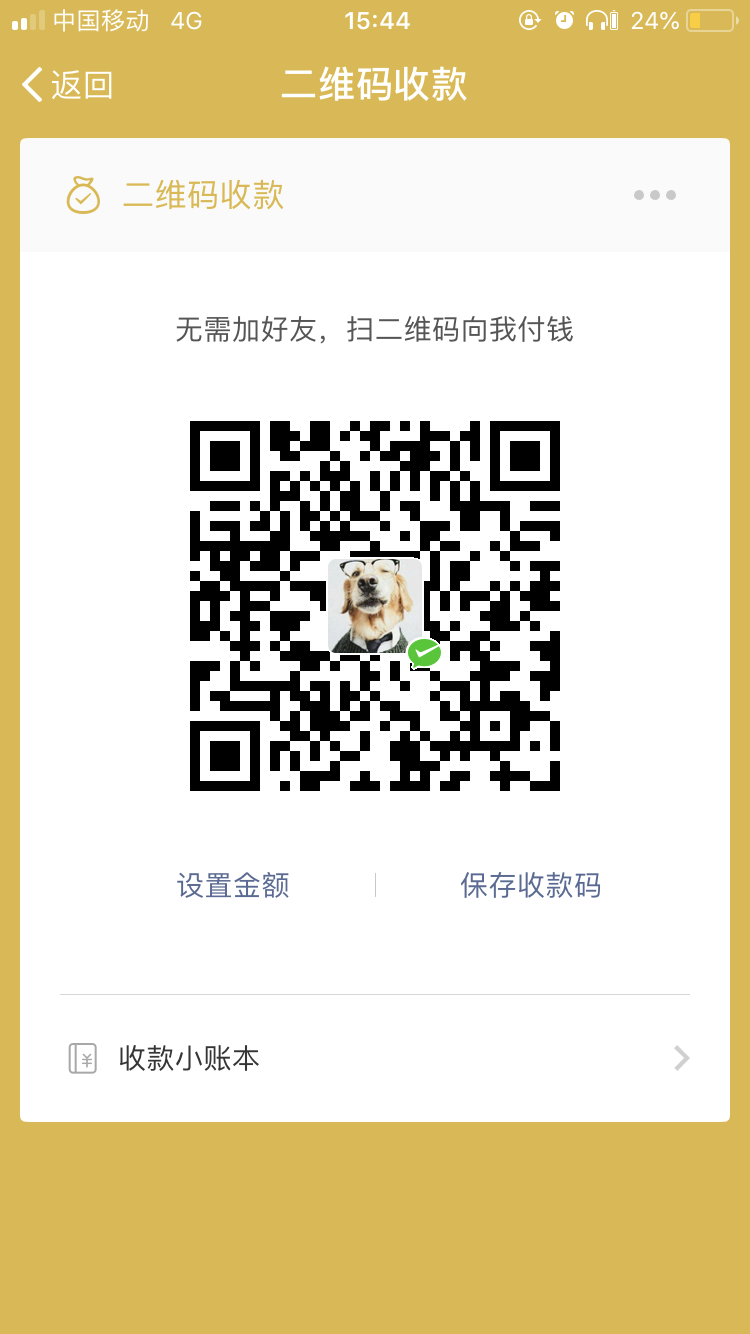 中国移动 4G 15:44 24%
返回 二维码收款
二维码收款
无需加好友，扫二维码向我付钱
设置金额 保存收款码
¥ 收款小账本